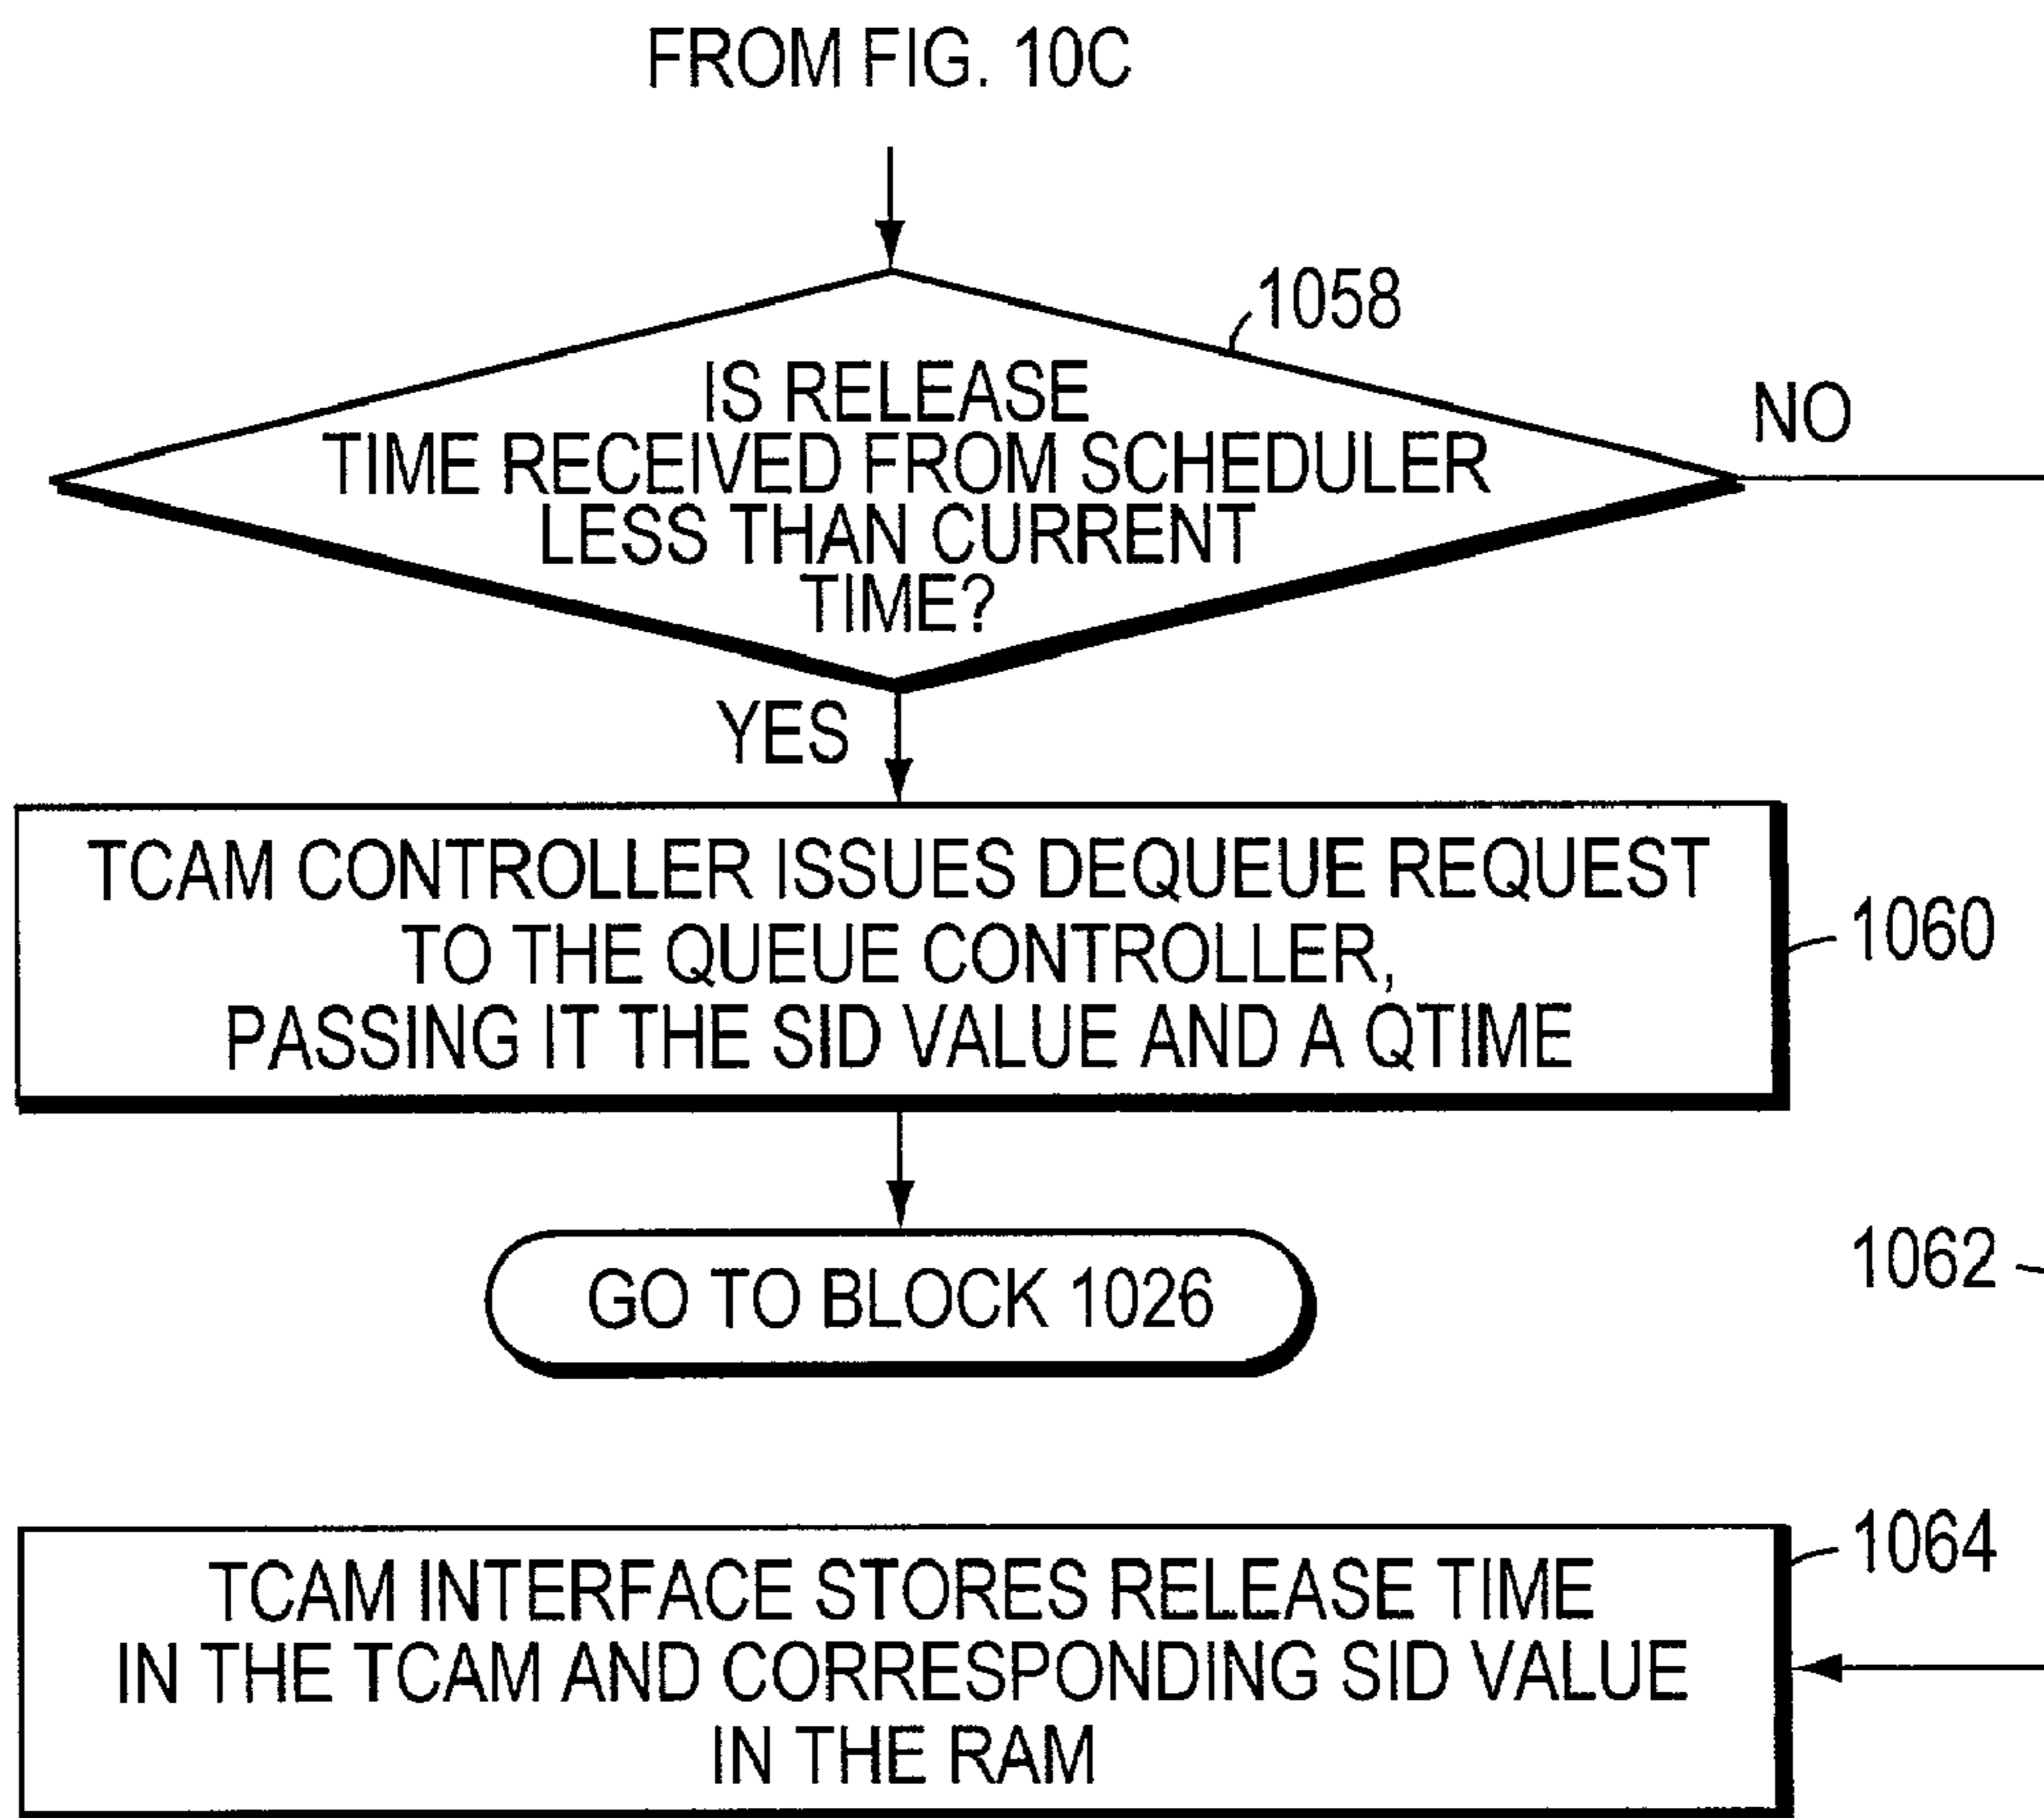 FROM FIG. 10C
1058
IS RELEASE
TIME RECEIVED FROM SCHEDULER
LESS THAN CURRENT
TIME?
NO
YES
TCAM CONTROLLER ISSUES DEQUEUE REQUEST
TO THE QUEUE CONTROLLER,
PASSING IT THE SID VALUE AND A QTIME
1060
GO TO BLOCK 1026
1062
1064
TCAM INTERFACE STORES RELEASE TIME
IN THE TCAM AND CORRESPONDING SID VALUE
IN THE RAM